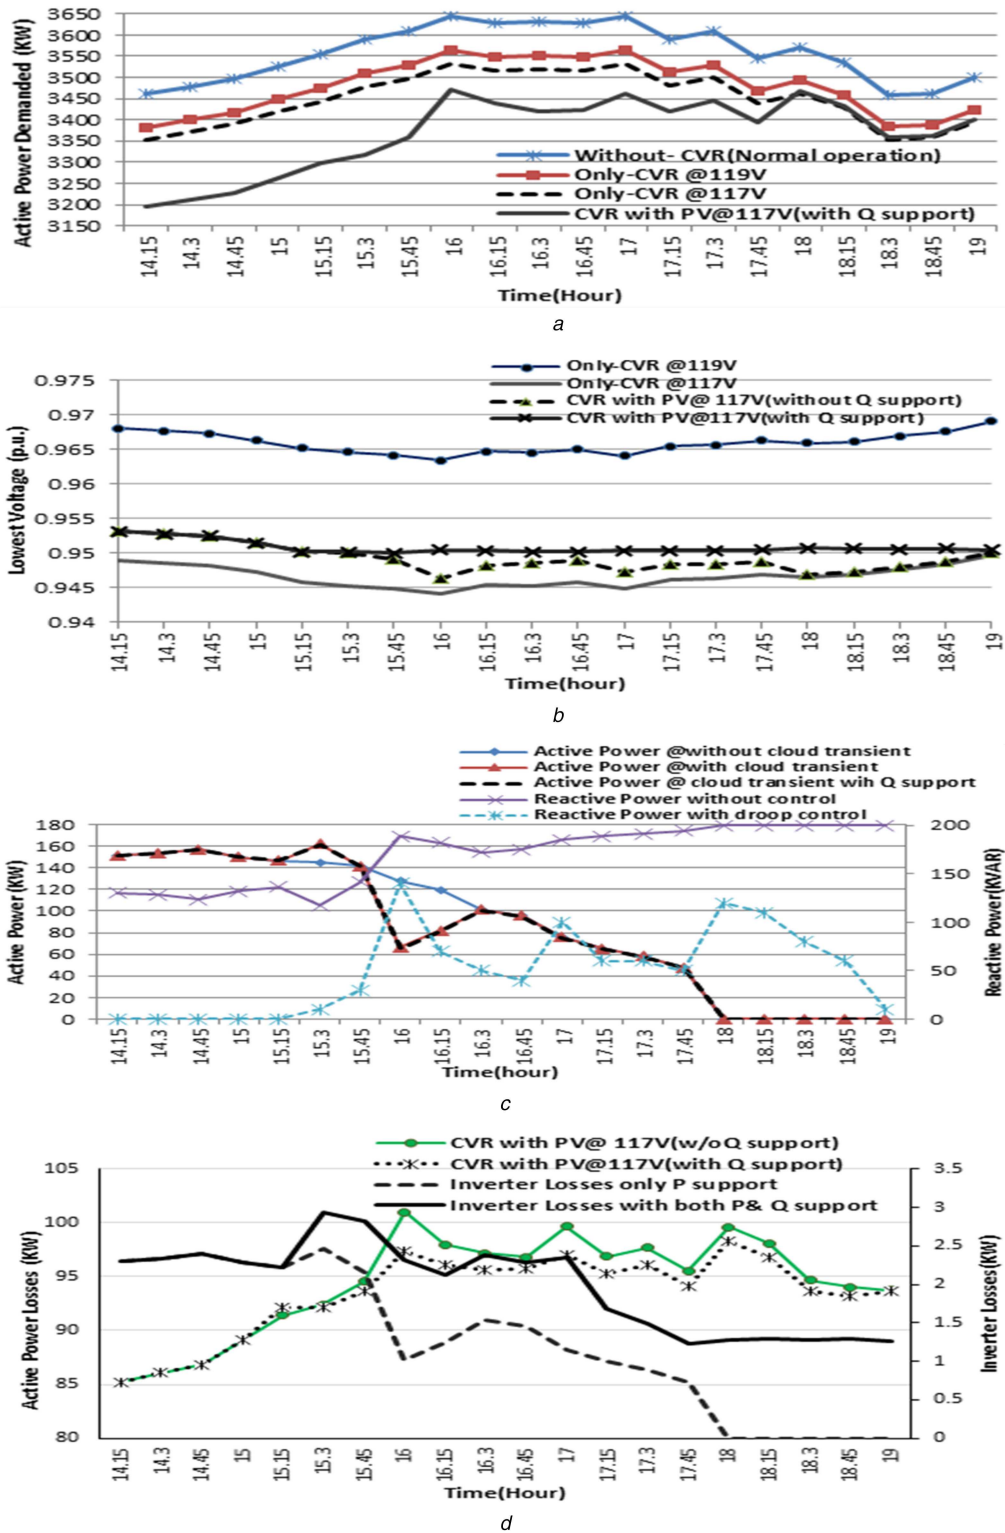 3650
3600
3550
3500
3450
3400
3350
3300
3250
3200
3150
Active Power Demanded (KW)
Without- CVR(Normal operation)
Only-CVR @119V
Only-CVR @117V
CVR with PV@117V(with Q support)
14.15 14.3 14.45 15 15.15 15.3 15.45 16 16.15 16.3 16.45 17 17.15 17.3 17.45 18 18.15 18.3 18.45 19
Time(Hour)
a
Only-CVR @119V
Only-CVR @117V
CVR with PV@ 117V(without Q support)
CVR with PV@117V(with Q support)
0.975
0.97
0.965
0.96
0.955
0.95
0.945
0.94
Lowest Voltage (p.u.)
14.15 14.3 14.45 15 15.15 15.3 15.45 16 16.15 16.3 16.45 17 17.15 17.3 17.45 18 18.15 18.3 18.45 19
Time(hour)
b
Active Power @without cloud transient
Active Power @with cloud transient
Active Power @ cloud transient wih Q support
Reactive Power without control
Reactive Power with droop control
180
160
140
120
100
80
60
40
20
0
Active Power(KW)
200
150
100
50
0
Reactive Power(KVAR)
14.15 14.3 14.45 15 15.15 15.3 15.45 16 16.15 16.3 16.45 17 17.15 17.3 17.45 18 18.15 18.3 18.45 19
Time(hour)
c
CVR with PV@ 117V(w/oQ support)
CVR with PV@117V(with Q support)
Inverter Losses only P support
Inverter Losses with both P& Q support
105
100
95
90
85
80
Active Power Losses (KW)
3.5
3
2.5
2
1.5
1
0.5
0
Inverter Losses(KW)
14.15 14.3 14.45 15 15.15 15.3 15.45 16 16.15 16.3 16.45 17 17.15 17.3 17.45 18 18.15 18.3 18.45 19
Time(Hour)
d